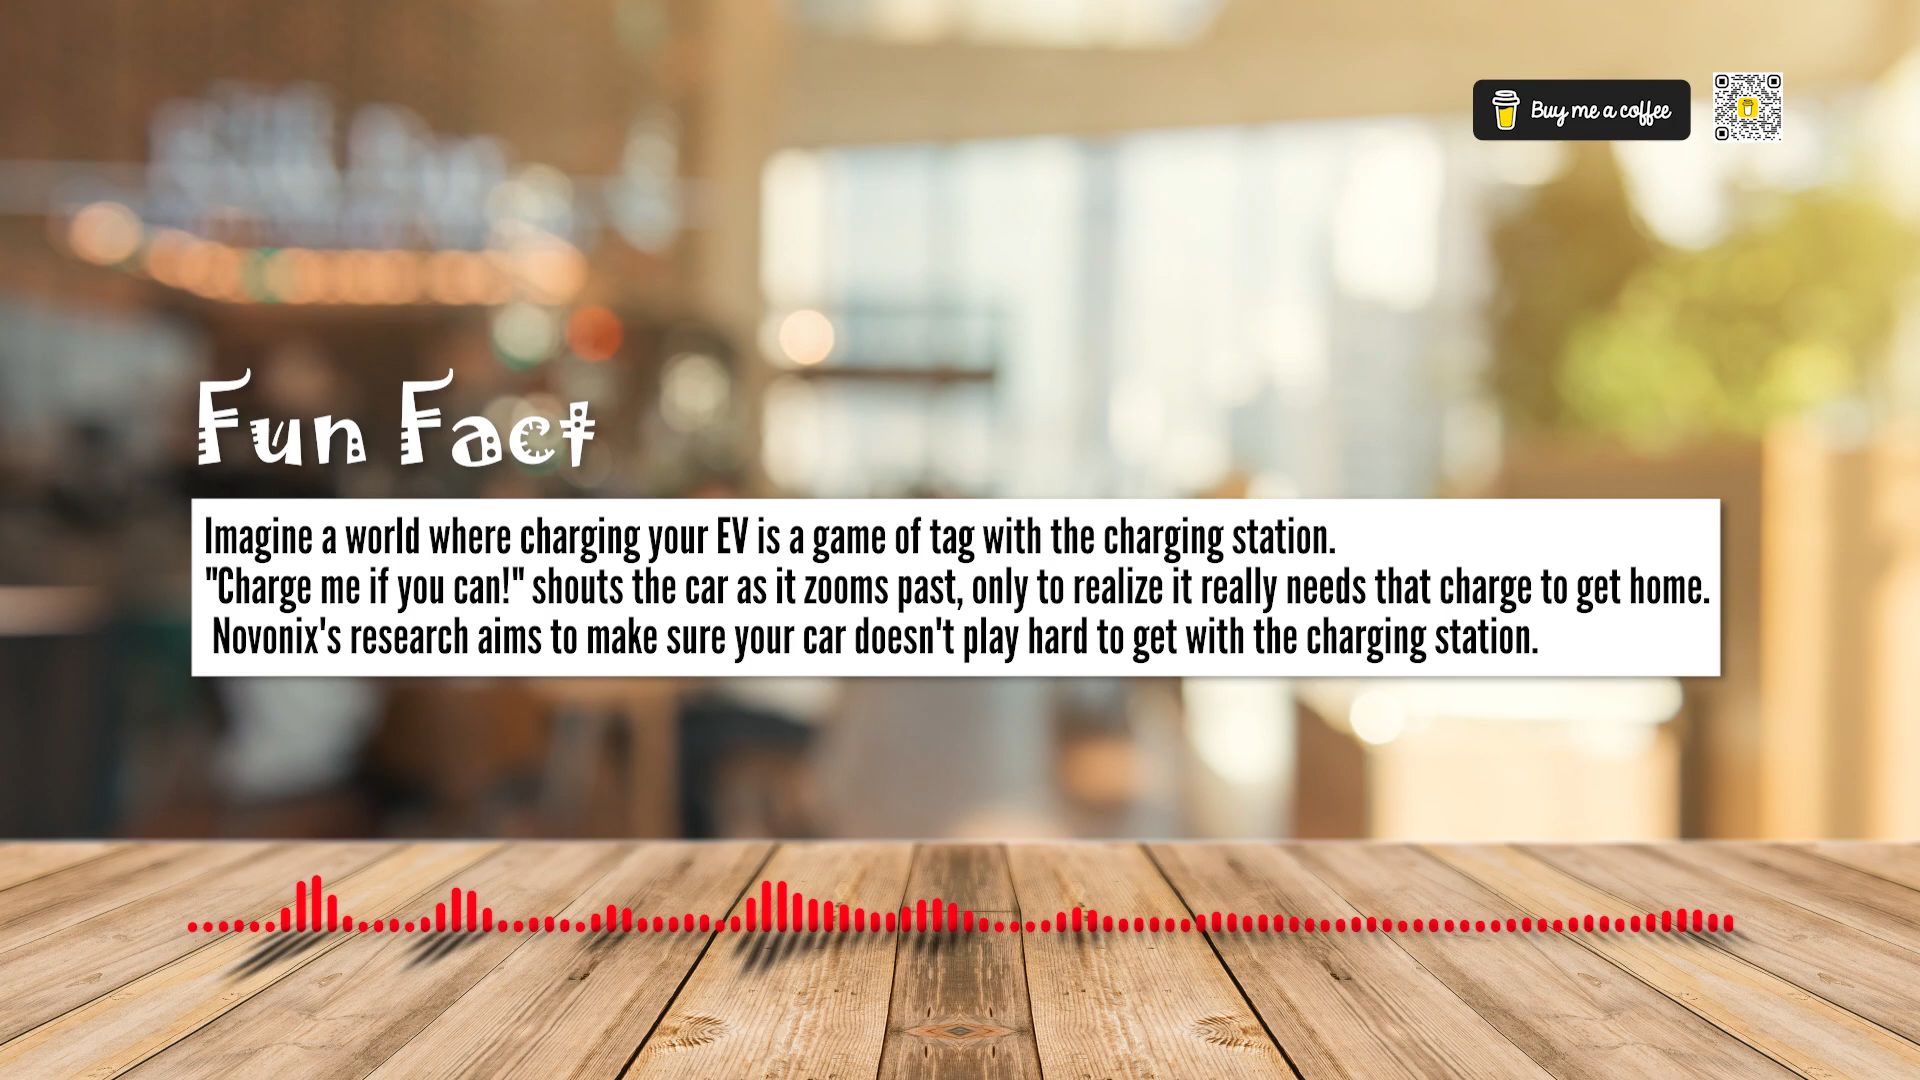 Buy me a coffee
Fun Fact
Imagine a world where charging your EV is a game of tag with the charging station.
"Charge me if you can!" shouts the car as it zooms past, only to realize it really needs that charge to get home.
Novonix's research aims to make sure your car doesn't play hard to get with the charging station.